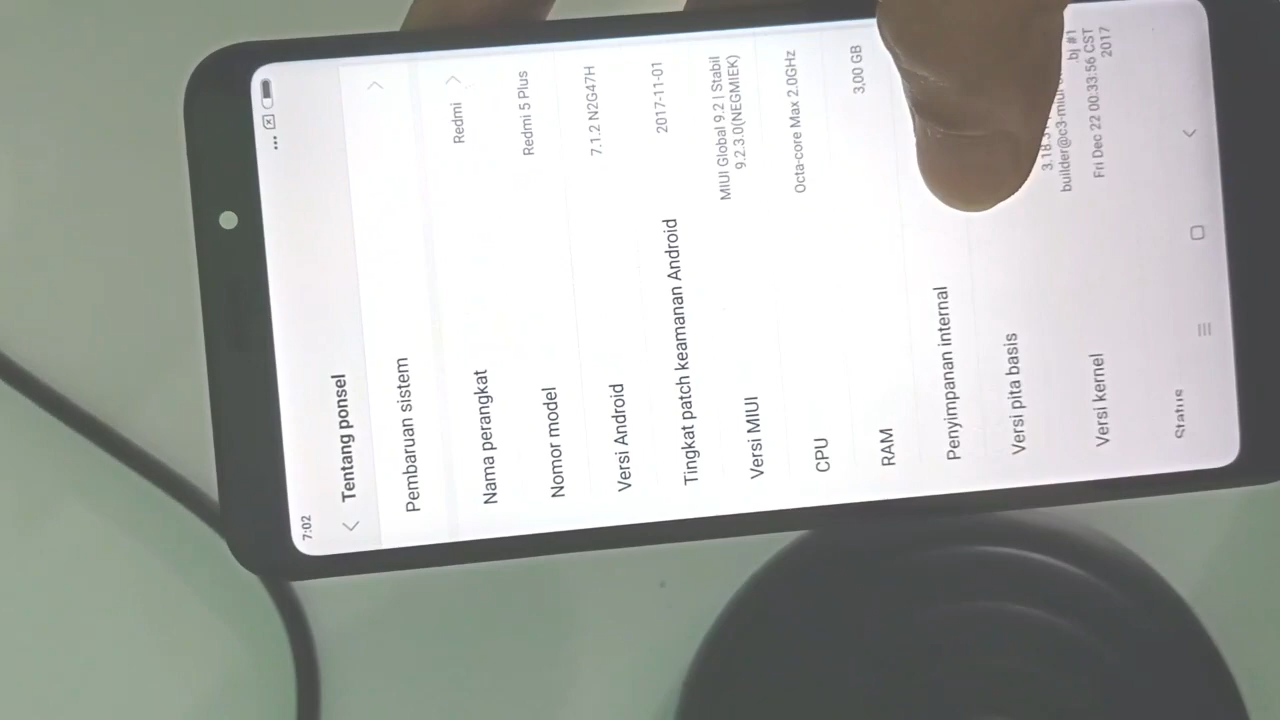 7:02
Tentang ponsel
Pembaruan sistem
Nama perangkat Redmi
Nomor model Redmi 5 Plus
Versi Android 7.1.2 N2G47H
Tingkat patch keamanan Android 2017-11-01
Versi MIUI MIUI Global 9.2 | Stabil
9.2.3.0(NEGMIEK)
CPU Octa-core Max 2.0GHz
RAM 3,00 GB
Penyimpanan internal
Versi pita basis
Versi kernel 3.18.3
builder@c3-miui bj #1
Fri Dec 22 00:33:56 CST
2017
Status